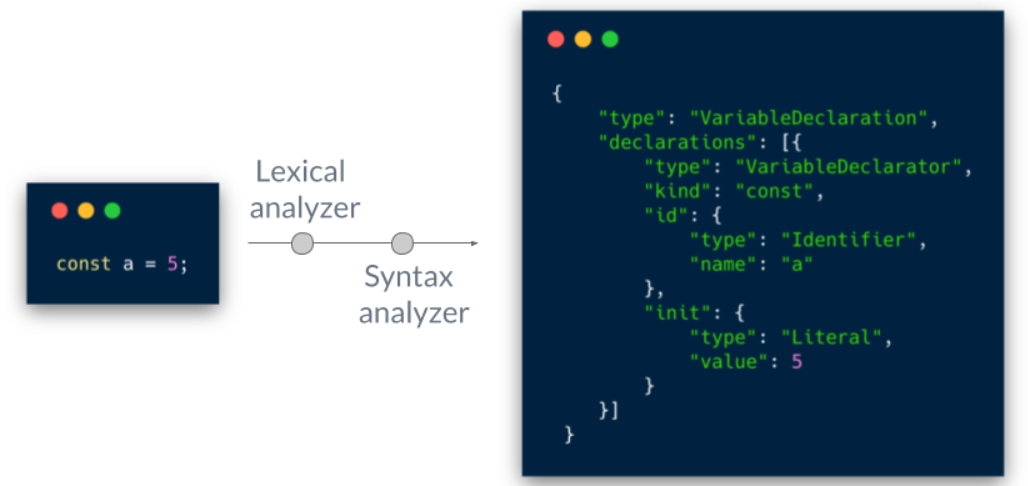 const a = 5;
Lexical
analyzer
Syntax
analyzer
{
    "type": "VariableDeclaration",
    "declarations": [{
        "type": "VariableDeclarator",
        "kind": "const",
        "id": {
            "type": "Identifier",
            "name": "a"
        },
        "init": {
            "type": "Literal",
            "value": 5
        }
    }]
 }